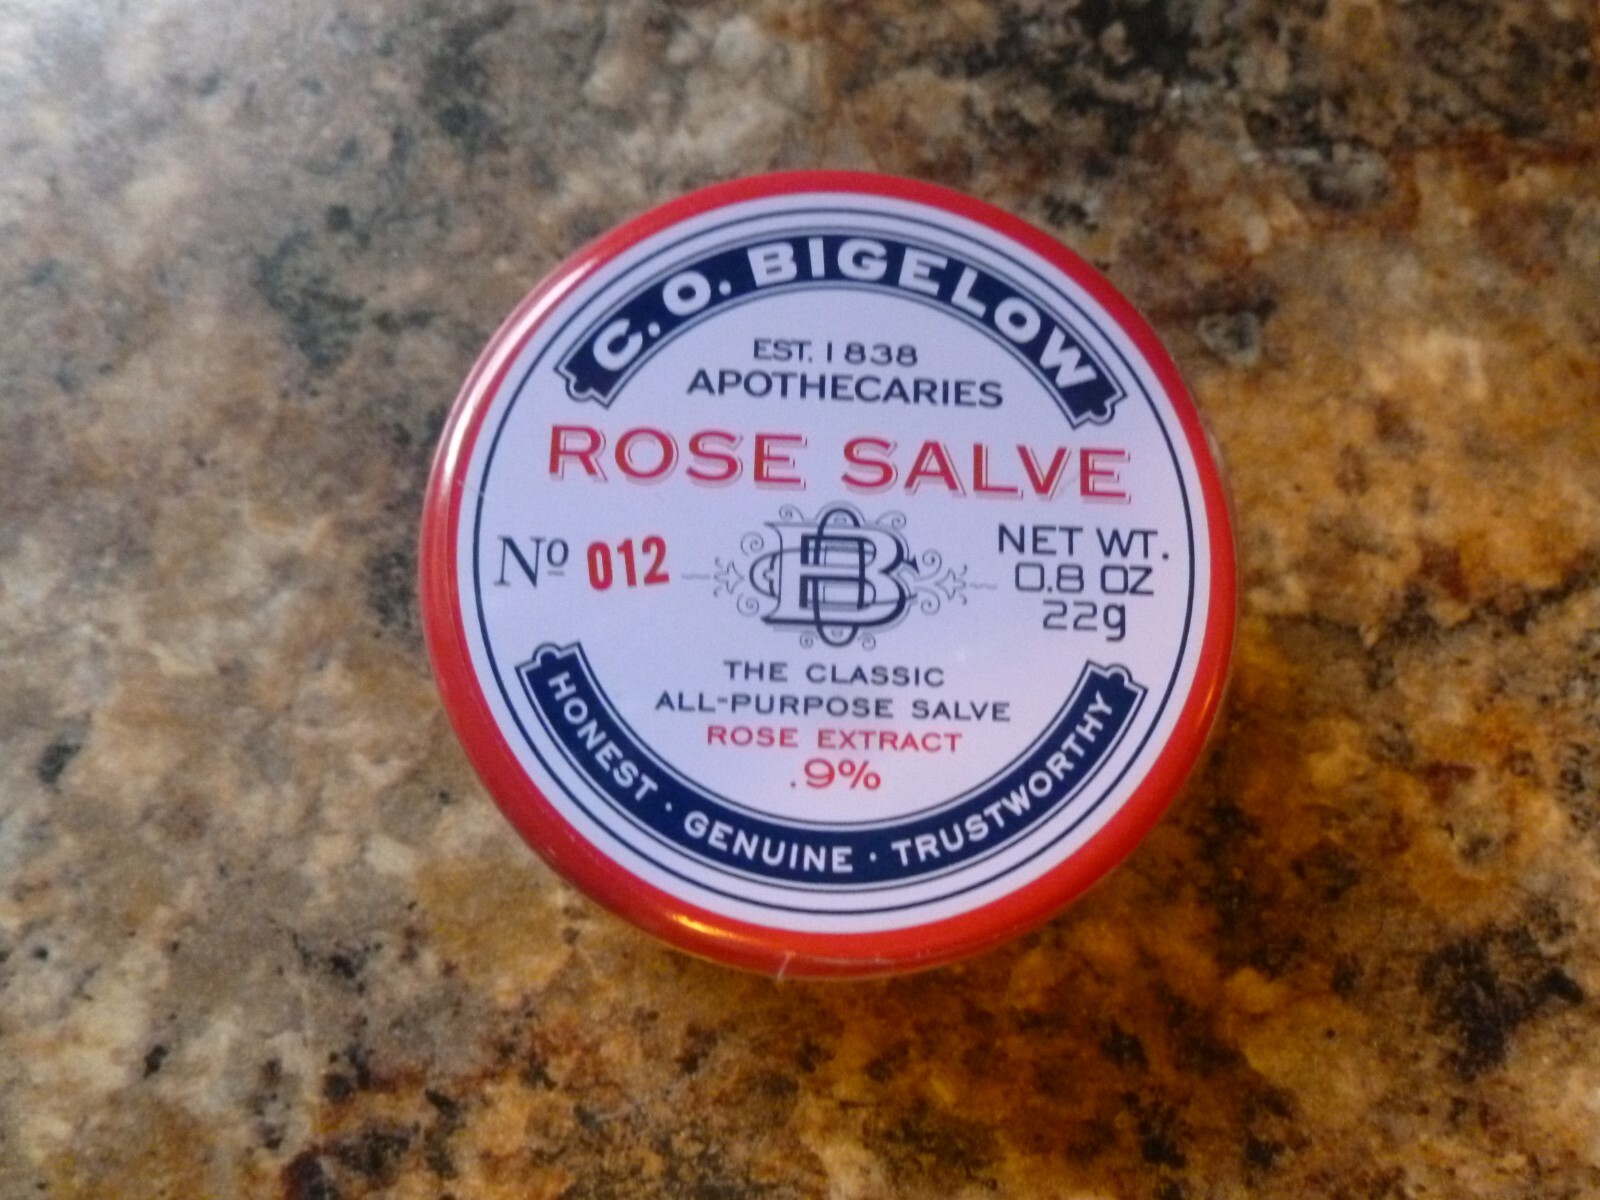 C. O. BIGELOW
EST. 1838
APOTHECARIES
ROSE SALVE
Nº 012
NET WT.
0.8 OZ
22g
THE CLASSIC
ALL-PURPOSE SALVE
ROSE EXTRACT
.9%
HONEST · GENUINE · TRUSTWORTHY